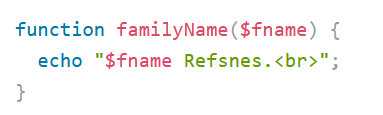 function familyName($fname) {
  echo "$fname Refsnes.<br>";
}